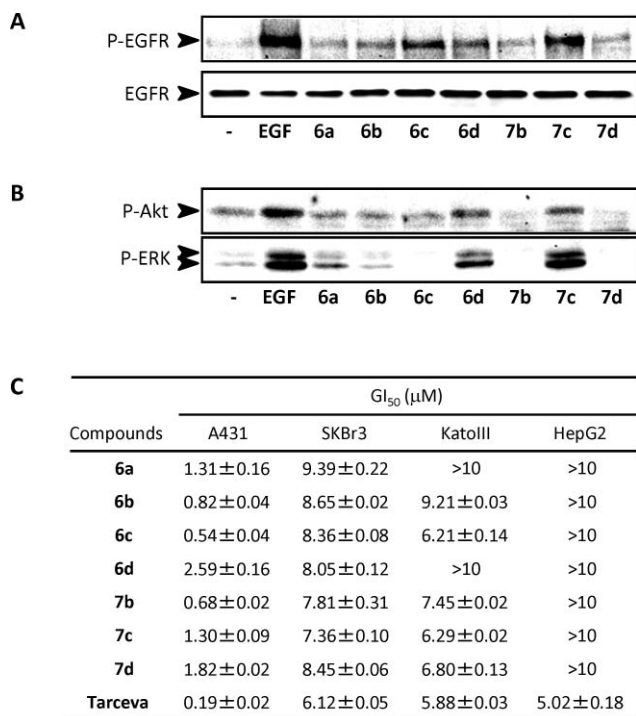 A
P-EGFR
EGFR
- EGF 6a 6b 6c 6d 7b 7c 7d
B
P-Akt
P-ERK
- EGF 6a 6b 6c 6d 7b 7c 7d
C
GI50 (μM)
Compounds A431 SKBr3 KatoIII HepG2
6a 1.31±0.16 9.39±0.22 >10 >10
6b 0.82±0.04 8.65±0.02 9.21±0.03 >10
6c 0.54±0.04 8.36±0.08 6.21±0.14 >10
6d 2.59±0.16 8.05±0.12 >10 >10
7b 0.68±0.02 7.81±0.31 7.45±0.02 >10
7c 1.30±0.09 7.36±0.10 6.29±0.02 >10
7d 1.82±0.02 8.45±0.06 6.80±0.13 >10
Tarceva 0.19±0.02 6.12±0.05 5.88±0.03 5.02±0.18